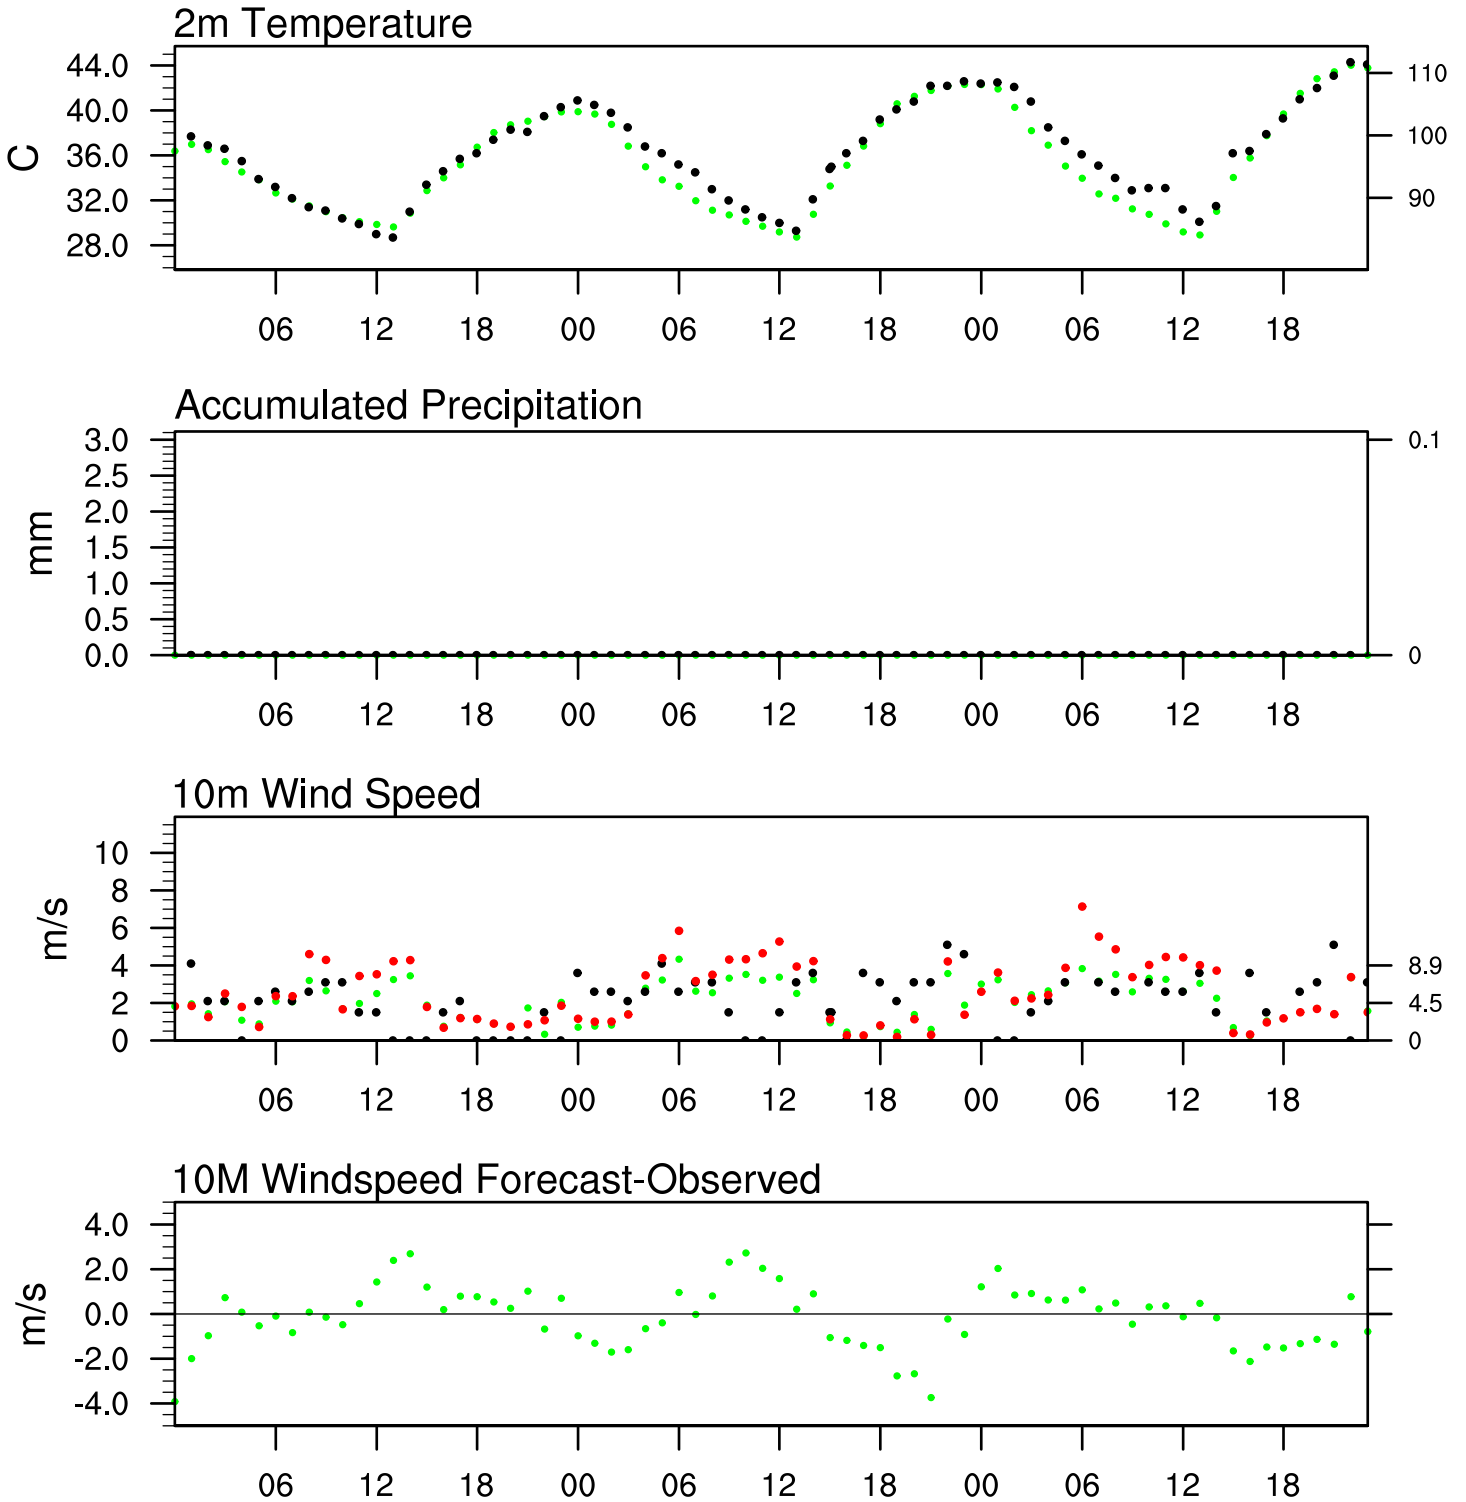 2m Temperature
44.0
40.0
36.0
32.0
28.0
C
110
100
90
06 12 18 00 06 12 18 00 06 12 18
Accumulated Precipitation
3.0
2.5
2.0
1.5
1.0
0.5
0.0
mm
0.1
0
06 12 18 00 06 12 18 00 06 12 18
10m Wind Speed
10
8
6
4
2
0
m/s
8.9
4.5
0
06 12 18 00 06 12 18 00 06 12 18
10M Windspeed Forecast-Observed
4.0
2.0
0.0
-2.0
-4.0
m/s
06 12 18 00 06 12 18 00 06 12 18